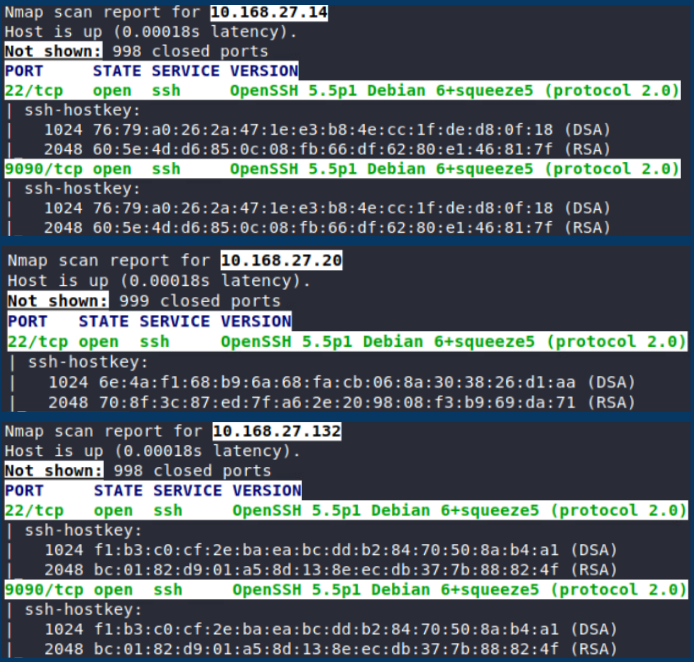 Nmap scan report for 10.168.27.14
Host is up (0.00018s latency).
Not shown: 998 closed ports
PORT     STATE SERVICE VERSION
22/tcp   open  ssh     OpenSSH 5.5p1 Debian 6+squeeze5 (protocol 2.0)
| ssh-hostkey:
|   1024 76:79:a0:26:2a:47:1e:e3:b8:4e:cc:1f:de:d8:0f:18 (DSA)
|_  2048 60:5e:4d:d6:85:0c:08:fb:66:df:62:80:e1:46:81:7f (RSA)
9090/tcp open  ssh     OpenSSH 5.5p1 Debian 6+squeeze5 (protocol 2.0)
| ssh-hostkey:
|   1024 76:79:a0:26:2a:47:1e:e3:b8:4e:cc:1f:de:d8:0f:18 (DSA)
|_  2048 60:5e:4d:d6:85:0c:08:fb:66:df:62:80:e1:46:81:7f (RSA)
Nmap scan report for 10.168.27.20
Host is up (0.00018s latency).
Not shown: 999 closed ports
PORT   STATE SERVICE VERSION
22/tcp open  ssh     OpenSSH 5.5p1 Debian 6+squeeze5 (protocol 2.0)
| ssh-hostkey:
|   1024 6e:4a:f1:68:b9:6a:68:fa:cb:06:8a:30:38:26:d1:aa (DSA)
|_  2048 70:8f:3c:87:ed:7f:a6:2e:20:98:08:f3:b9:69:da:71 (RSA)
Nmap scan report for 10.168.27.132
Host is up (0.00018s latency).
Not shown: 998 closed ports
PORT     STATE SERVICE VERSION
22/tcp   open  ssh     OpenSSH 5.5p1 Debian 6+squeeze5 (protocol 2.0)
| ssh-hostkey:
|   1024 f1:b3:c0:cf:2e:ba:ea:bc:dd:b2:84:70:50:8a:b4:a1 (DSA)
|_  2048 bc:01:82:d9:01:a5:8d:13:8e:ec:db:37:7b:88:82:4f (RSA)
9090/tcp open  ssh     OpenSSH 5.5p1 Debian 6+squeeze5 (protocol 2.0)
| ssh-hostkey:
|   1024 f1:b3:c0:cf:2e:ba:ea:bc:dd:b2:84:70:50:8a:b4:a1 (DSA)
|_  2048 bc:01:82:d9:01:a5:8d:13:8e:ec:db:37:7b:88:82:4f (RSA)